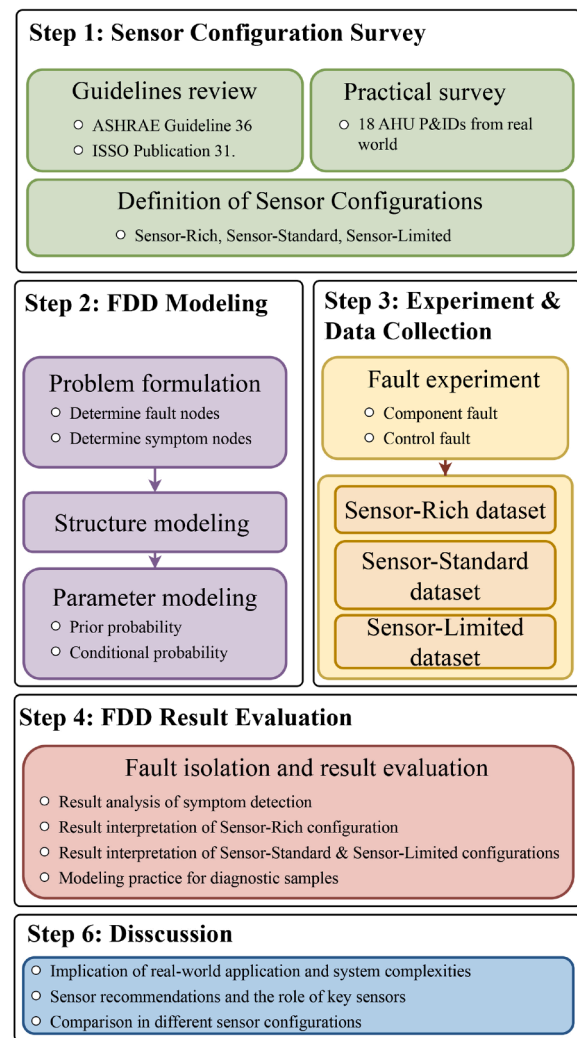 Step 1: Sensor Configuration Survey
Guidelines review
ASHRAE Guideline 36
ISSO Publication 31.
Practical survey
18 AHU P&IDs from real
world
Definition of Sensor Configurations
Sensor-Rich, Sensor-Standard, Sensor-Limited
Step 2: FDD Modeling
Problem formulation
Determine fault nodes
Determine symptom nodes
Structure modeling
Parameter modeling
Prior probability
Conditional probability
Step 3: Experiment &
Data Collection
Fault experiment
Component fault
Control fault
Sensor-Rich dataset
Sensor-Standard
dataset
Sensor-Limited
dataset
Step 4: FDD Result Evaluation
Fault isolation and result evaluation
Result analysis of symptom detection
Result interpretation of Sensor-Rich configuration
Result interpretation of Sensor-Standard & Sensor-Limited configurations
Modeling practice for diagnostic samples
Step 6: Disscussion
Implication of real-world application and system complexities
Sensor recommendations and the role of key sensors
Comparison in different sensor configurations